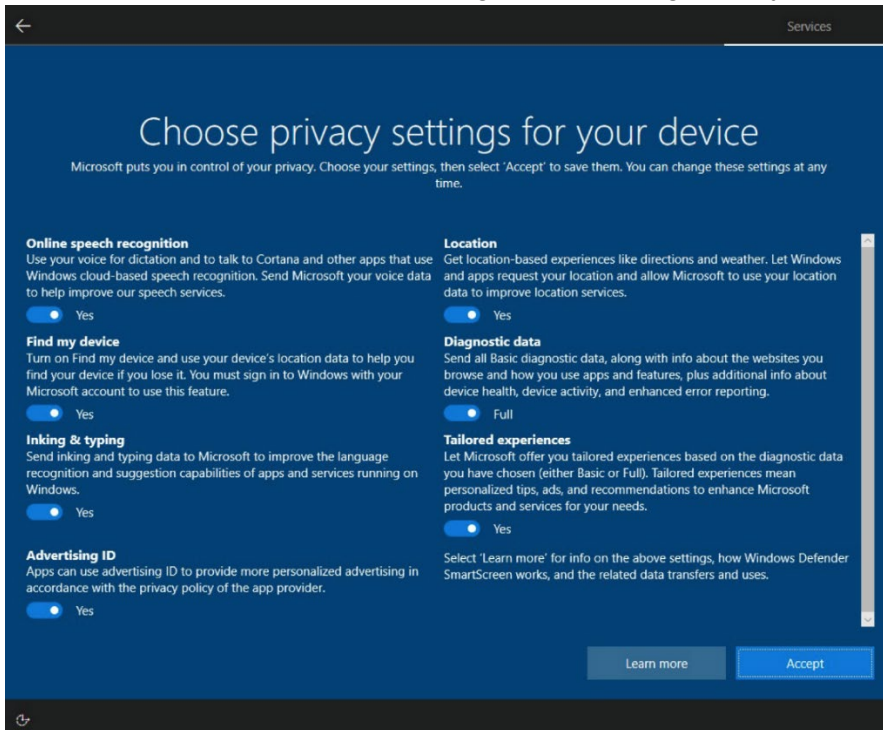 Services
Choose privacy settings for your device
Microsoft puts you in control of your privacy. Choose your settings, then select 'Accept' to save them. You can change these settings at any
time.
Online speech recognition
Use your voice for dictation and to talk to Cortana and other apps that use
Windows cloud-based speech recognition. Send Microsoft your voice data
to help improve our speech services.
Yes
Find my device
Turn on Find my device and use your device's location data to help you
find your device if you lose it. You must sign in to Windows with your
Microsoft account to use this feature.
Yes
Inking & typing
Send inking and typing data to Microsoft to improve the language
recognition and suggestion capabilities of apps and services running on
Windows.
Yes
Advertising ID
Apps can use advertising ID to provide more personalized advertising in
accordance with the privacy policy of the app provider.
Yes
Location
Get location-based experiences like directions and weather. Let Windows
and apps request your location and allow Microsoft to use your location
data to improve location services.
Yes
Diagnostic data
Send all Basic diagnostic data, along with info about the websites you
browse and how you use apps and features, plus additional info about
device health, device activity, and enhanced error reporting.
Full
Tailored experiences
Let Microsoft offer you tailored experiences based on the diagnostic data
you have chosen (either Basic or Full). Tailored experiences mean
personalized tips, ads, and recommendations to enhance Microsoft
products and services for your needs.
Yes
Select 'Learn more' for info on the above settings, how Windows Defender
SmartScreen works, and the related data transfers and uses.
Learn more
Accept